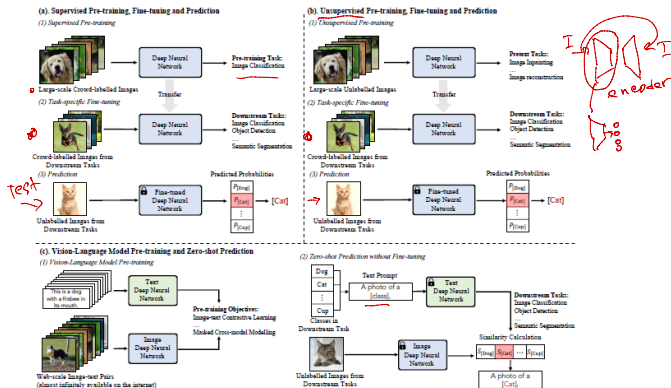 (a). Supervised Pre-training, Fine-tuning and Prediction
(1) Supervised Pre-training
Deep Neural
Network
Pre-training Task:
Image Classification
Large-scale Crowd-labelled Images
Transfer
(2) Task-specific Fine-tuning
Deep Neural
Network
Downstream Tasks:
Image Classification
Object Detection
...
Semantic Segmentation
Crowd-labelled Images from
Downstream Tasks
Predicted Probabilities
Test
(3) Prediction
Fine-tuned
Deep Neural
Network
P[Dog]
P[Cat]
⋮
P[Cup]
[Cat]
Unlabelled Images from
Downstream Tasks
(b). Unsupervised Pre-training, Fine-tuning and Prediction
(1) Unsupervised Pre-training
Deep Neural
Network
Pretext Tasks:
Image Inpainting
...
Image reconstruction
Large-scale Unlabelled Images
Transfer
I
I
encoder
(2) Task-specific Fine-tuning
Deep Neural
Network
Downstream Tasks:
Image Classification
Object Detection
...
Semantic Segmentation
Crowd-labelled Images from
Downstream Tasks
Predicted Probabilities
(3) Prediction
Fine-tuned
Deep Neural
Network
P[Dog]
P[Cat]
⋮
P[Cup]
[Cat]
Unlabelled Images from
Downstream Tasks
(c). Vision-Language Model Pre-training and Zero-shot Prediction
(1) Vision-Language Model Pre-training
This is a dog
with a frisbee in
its mouth.
Text
Deep Neural
Network
Pre-training Objectives:
Image-text Contrastive Learning
...
Masked Cross-modal Modelling
Image
Deep Neural
Network
Web-scale Image-text Pairs
(almost infinitely available on the internet)
(2) Zero-shot Prediction without Fine-tuning
Dog
Cat
⋮
Cup
Classes in
Downstream Task
Text Prompt
A photo of a
[class].
Text
Deep Neural
Network
Downstream Tasks:
Image Classification
Object Detection
...
Semantic Segmentation
Similarity Calculation
Image
Deep Neural
Network
S[Dog] S[Cat] ... S[Cup]
Unlabelled Images from
Downstream Tasks
A photo of a
[Cat].